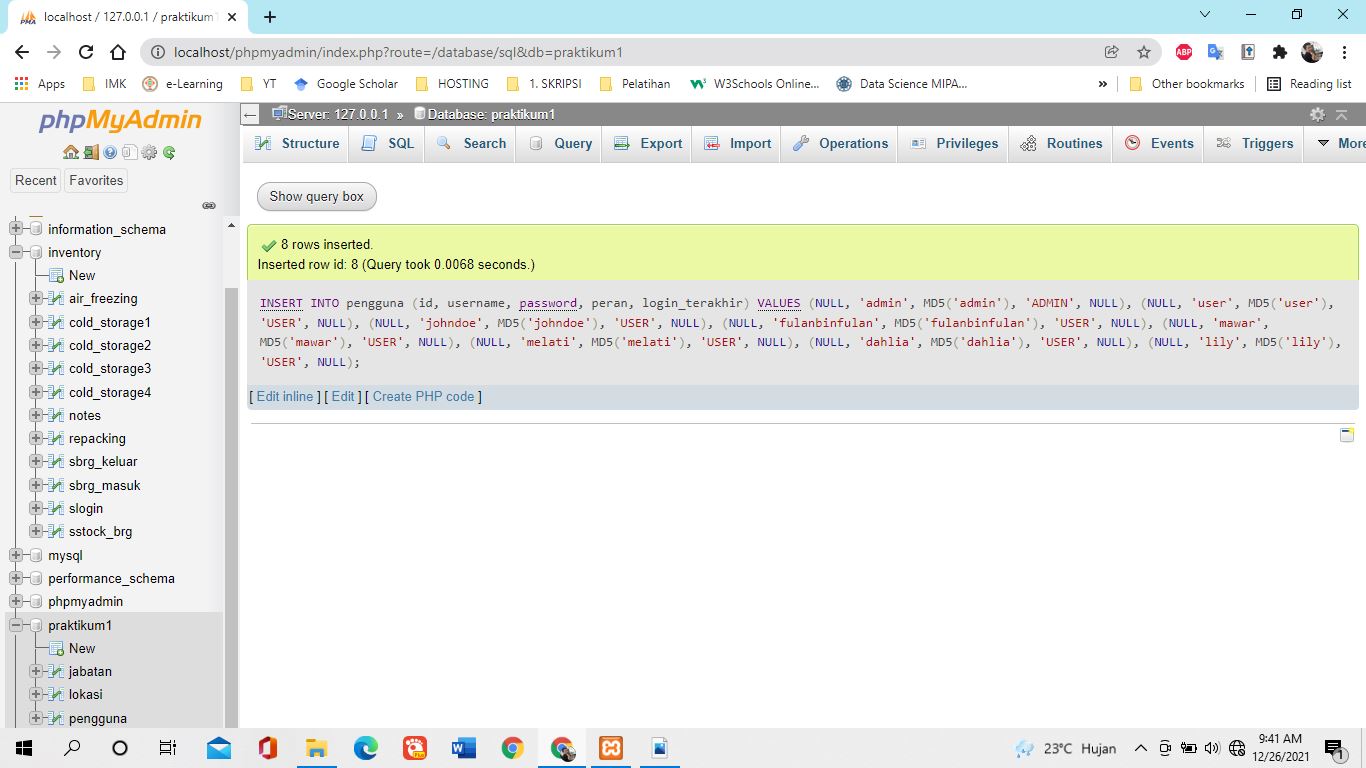 localhost / 127.0.0.1 / praktikum1
localhost/phpmyadmin/index.php?route=/database/sql&db=praktikum1
Apps IMK e-Learning YT Google Scholar HOSTING 1. SKRIPSI Pelatihan W3Schools Online... Data Science MIPA... » Other bookmarks Reading list
phpMyAdmin
Recent Favorites
information_schema
inventory
New
air_freezing
cold_storage1
cold_storage2
cold_storage3
cold_storage4
notes
repacking
sbrg_keluar
sbrg_masuk
slogin
sstock_brg
mysql
performance_schema
phpmyadmin
praktikum1
New
jabatan
lokasi
pengguna
Server: 127.0.0.1 » Database: praktikum1
Structure SQL Search Query Export Import Operations Privileges Routines Events Triggers More
Show query box
8 rows inserted.
Inserted row id: 8 (Query took 0.0068 seconds.)
INSERT INTO pengguna (id, username, password, peran, login_terakhir) VALUES (NULL, 'admin', MD5('admin'), 'ADMIN', NULL), (NULL, 'user', MD5('user'),
'USER', NULL), (NULL, 'johndoe', MD5('johndoe'), 'USER', NULL), (NULL, 'fulanbinfulan', MD5('fulanbinfulan'), 'USER', NULL), (NULL, 'mawar',
MD5('mawar'), 'USER', NULL), (NULL, 'melati', MD5('melati'), 'USER', NULL), (NULL, 'dahlia', MD5('dahlia'), 'USER', NULL), (NULL, 'lily', MD5('lily'),
'USER', NULL);
[ Edit inline ] [ Edit ] [ Create PHP code ]
23°C Hujan
9:41 AM
12/26/2021
1